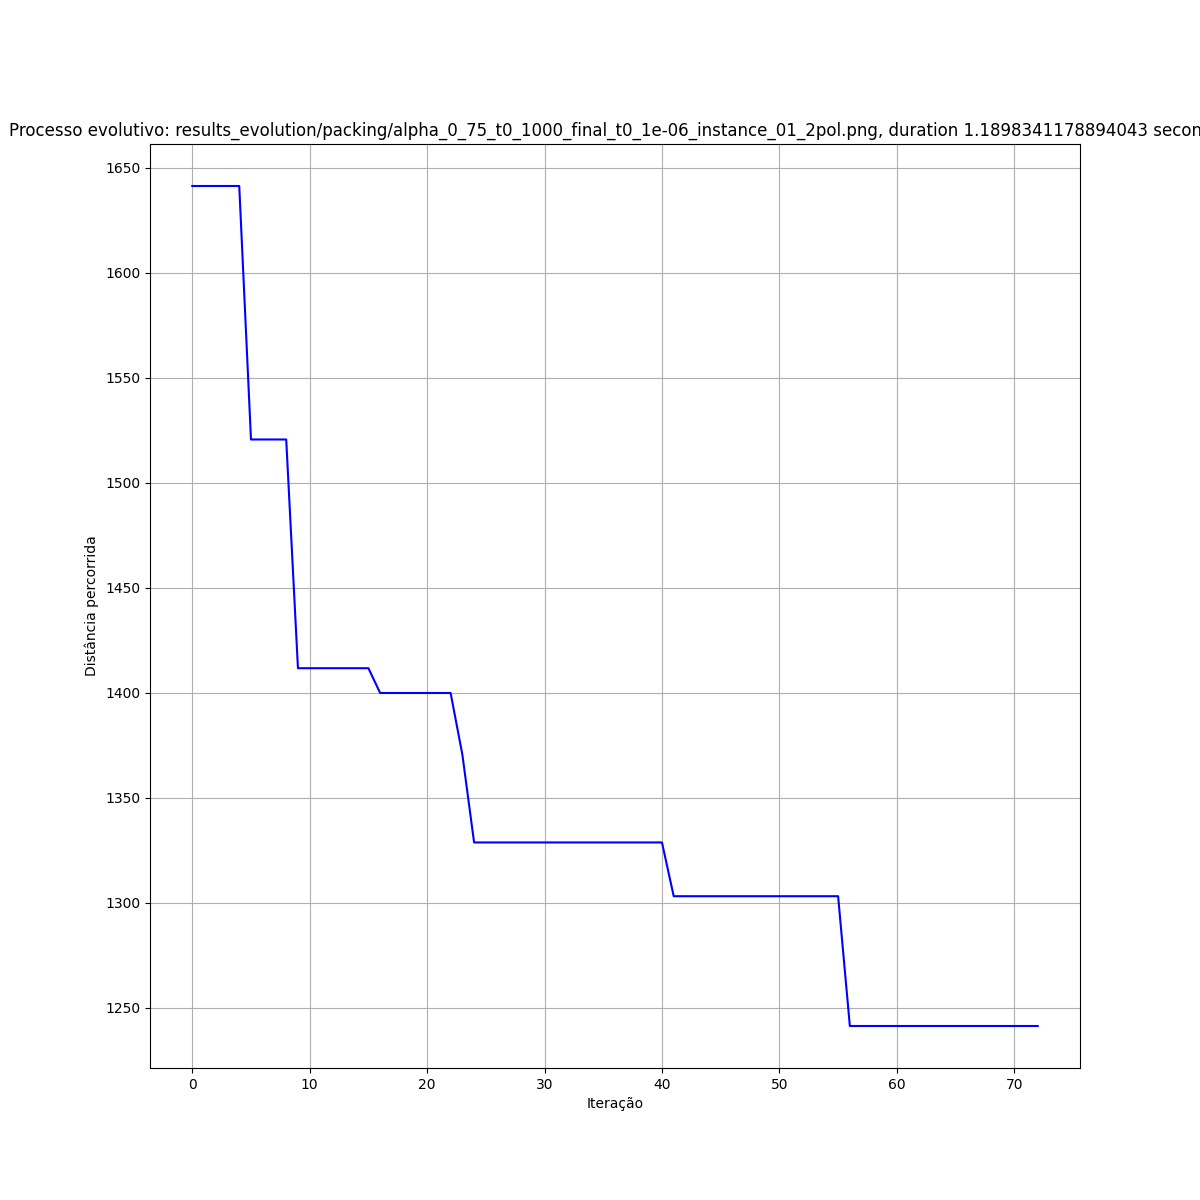 Processo evolutivo: results_evolution/packing/alpha_0_75_t0_1000_final_t0_1e-06_instance_01_2pol.png, duration 1.1898341178894043 secon
1650
1600
1550
1500
1450
1400
1350
1300
1250
Distância percorrida
0 10 20 30 40 50 60 70
Iteração